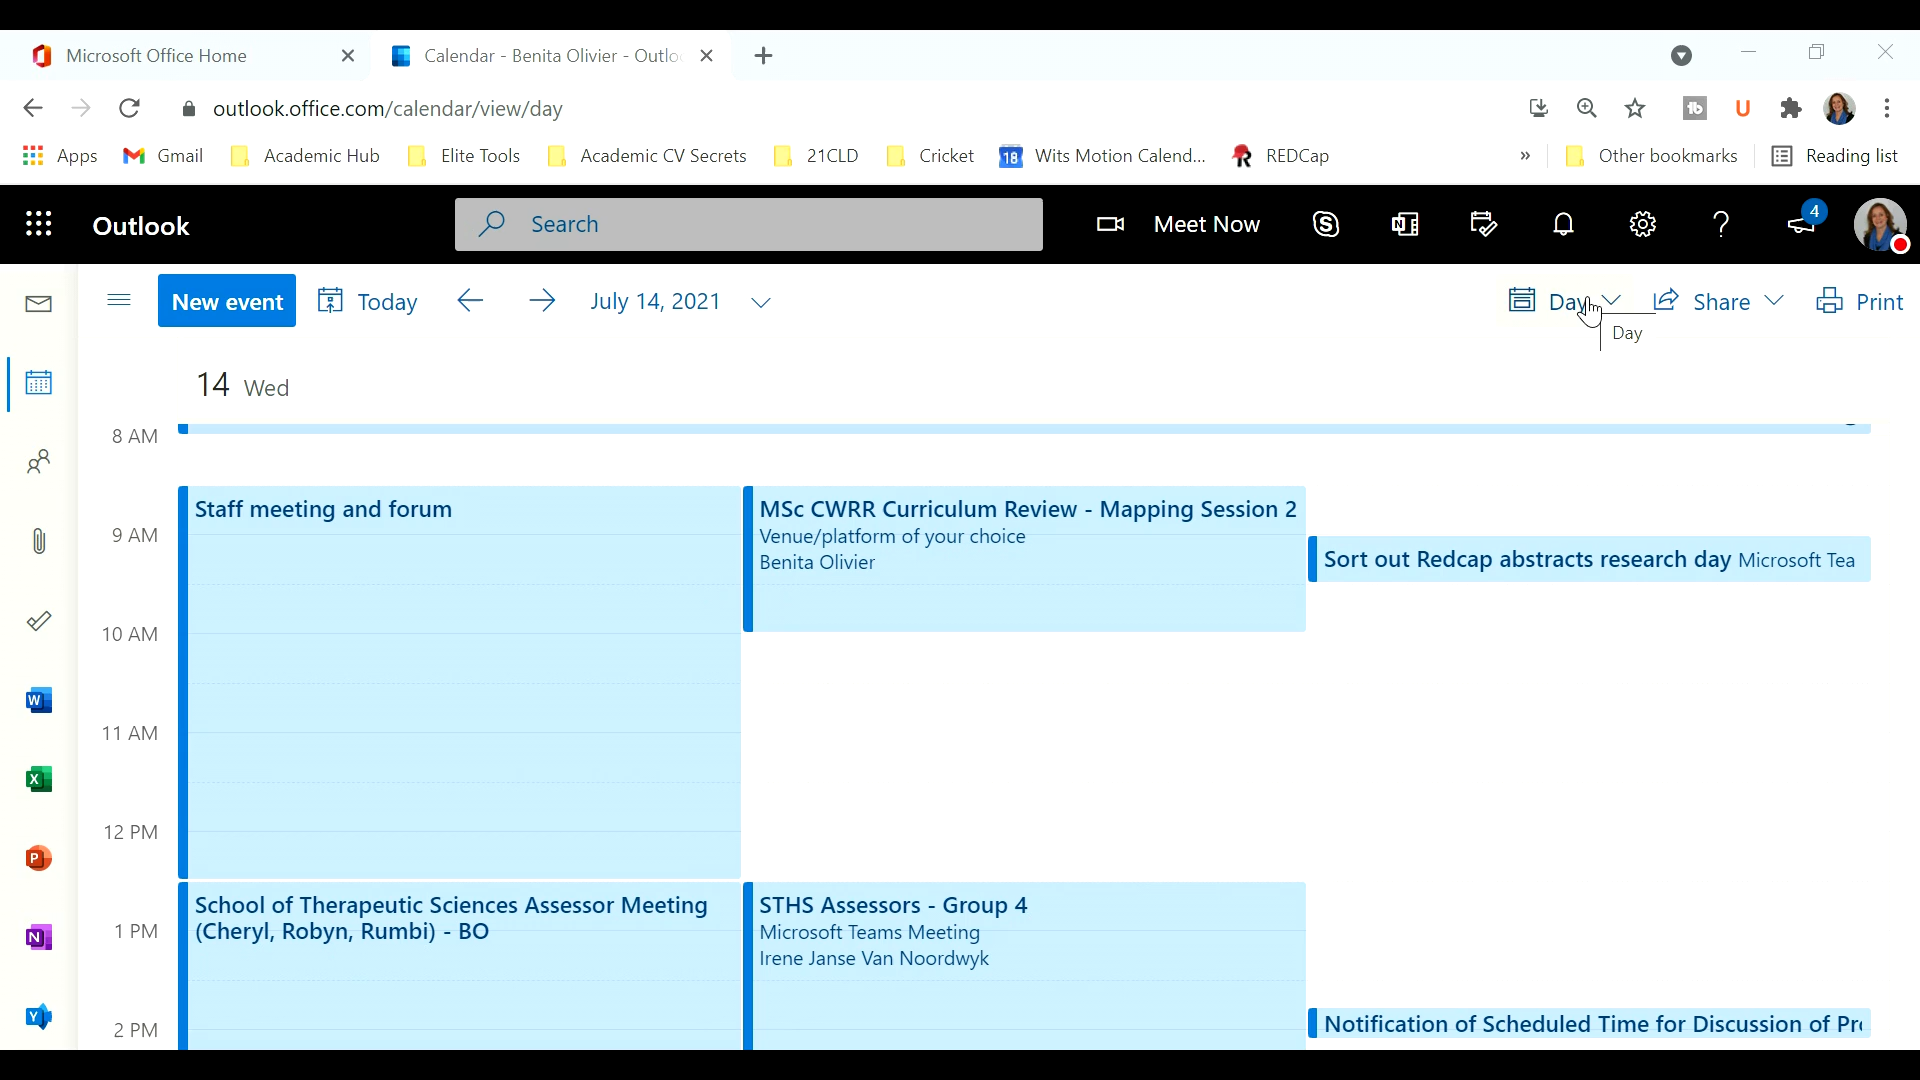 Microsoft Office Home
Calendar - Benita Olivier - Outlo
outlook.office.com/calendar/view/day
Apps
Gmail
Academic Hub
Elite Tools
Academic CV Secrets
21CLD
Cricket
18
Wits Motion Calend...
REDCap
»
Other bookmarks
Reading list
Outlook
Search
Meet Now
4
New event
Today
July 14, 2021
Day
Share
Print
Day
14 Wed
8 AM
Staff meeting and forum
MSc CWRR Curriculum Review - Mapping Session 2
Venue/platform of your choice
Benita Olivier
9 AM
Sort out Redcap abstracts research day Microsoft Tea
10 AM
11 AM
12 PM
School of Therapeutic Sciences Assessor Meeting
(Cheryl, Robyn, Rumbi) - BO
STHS Assessors - Group 4
Microsoft Teams Meeting
Irene Janse Van Noordwyk
1 PM
2 PM
Notification of Scheduled Time for Discussion of Pr